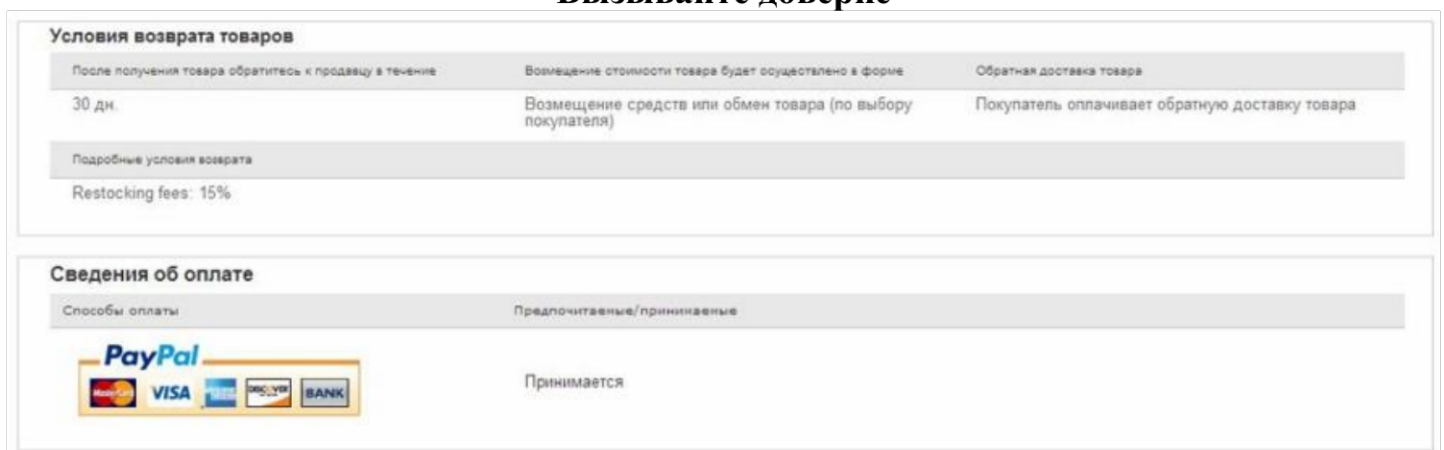 Вызывайте доверие
Условия возврата товаров
После получения товара обратитесь к продавцу в течение
Возмещение стоимости товара будет осуществлено в форме
Обратная доставка товара
30 дн.
Возмещение средств или обмен товара (по выбору
покупателя)
Покупатель оплачивает обратную доставку товара
Подробные условия возврата
Restocking fees: 15%
Сведения об оплате
Способы оплаты
Предпочитаемые/принимаемые
PayPal
MasterCard VISA DISCOVER BANK
Принимается